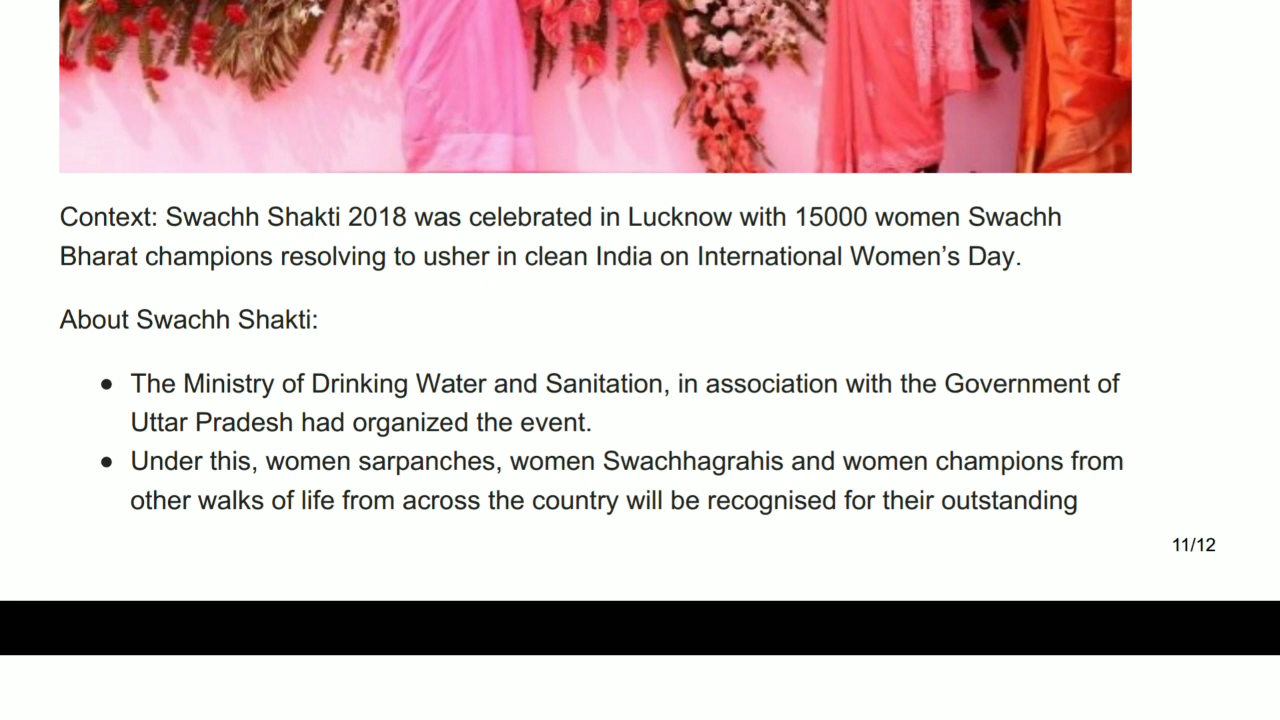 Context: Swachh Shakti 2018 was celebrated in Lucknow with 15000 women Swachh
Bharat champions resolving to usher in clean India on International Women’s Day.
About Swachh Shakti:
● The Ministry of Drinking Water and Sanitation, in association with the Government of
Uttar Pradesh had organized the event.
● Under this, women sarpanches, women Swachhagrahis and women champions from
other walks of life from across the country will be recognised for their outstanding
11/12